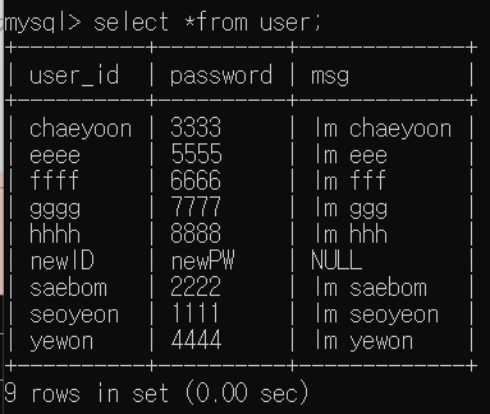 mysql> select *from user;
+----------+----------+-------------+
| user_id | password | msg |
+----------+----------+-------------+
| chaeyoon | 3333 | Im chaeyoon |
| eeee | 5555 | Im eee |
| ffff | 6666 | Im fff |
| gggg | 7777 | Im ggg |
| hhhh | 8888 | Im hhh |
| newID | newPW | NULL |
| saebom | 2222 | Im saebom |
| seoyeon | 1111 | Im seoyeon |
| yewon | 4444 | Im yewon |
+----------+----------+-------------+
9 rows in set (0.00 sec)